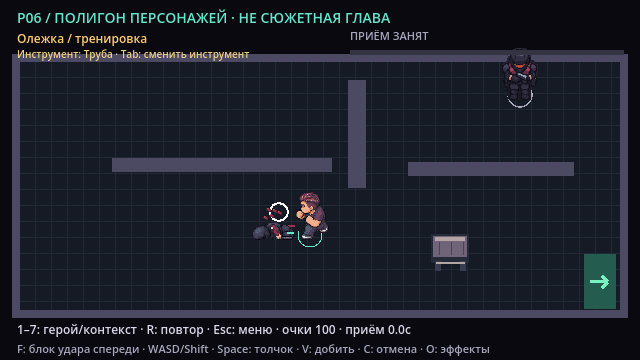 P06 / ПОЛИГОН ПЕРСОНАЖЕЙ · НЕ СЮЖЕТНАЯ ГЛАВА
Олежка / тренировка
ПРИЁМ ЗАНЯТ
Инструмент: Труба · Tab: сменить инструмент
1–7: герой/контекст · R: повтор · Esc: меню · очки 100 · приём 0.0с
F: блок удара спереди · WASD/Shift · Space: толчок · V: добить · C: отмена · O: эффекты